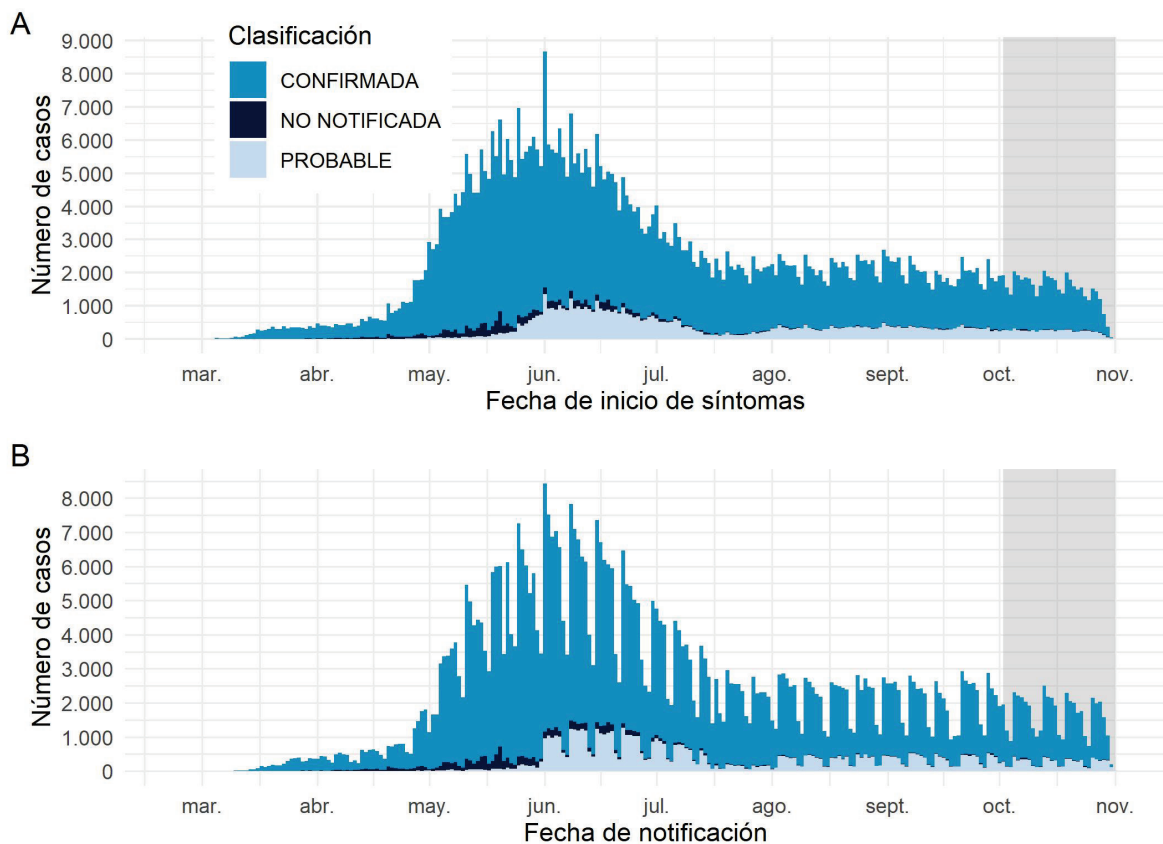 A
Clasificación
CONFIRMADA
NO NOTIFICADA
PROBABLE
Número de casos
9.000
8.000
7.000
6.000
5.000
4.000
3.000
2.000
1.000
0
mar. abr. may. jun. jul. ago. sept. oct. nov.
Fecha de inicio de síntomas
B
Número de casos
8.000
7.000
6.000
5.000
4.000
3.000
2.000
1.000
0
mar. abr. may. jun. jul. ago. sept. oct. nov.
Fecha de notificación